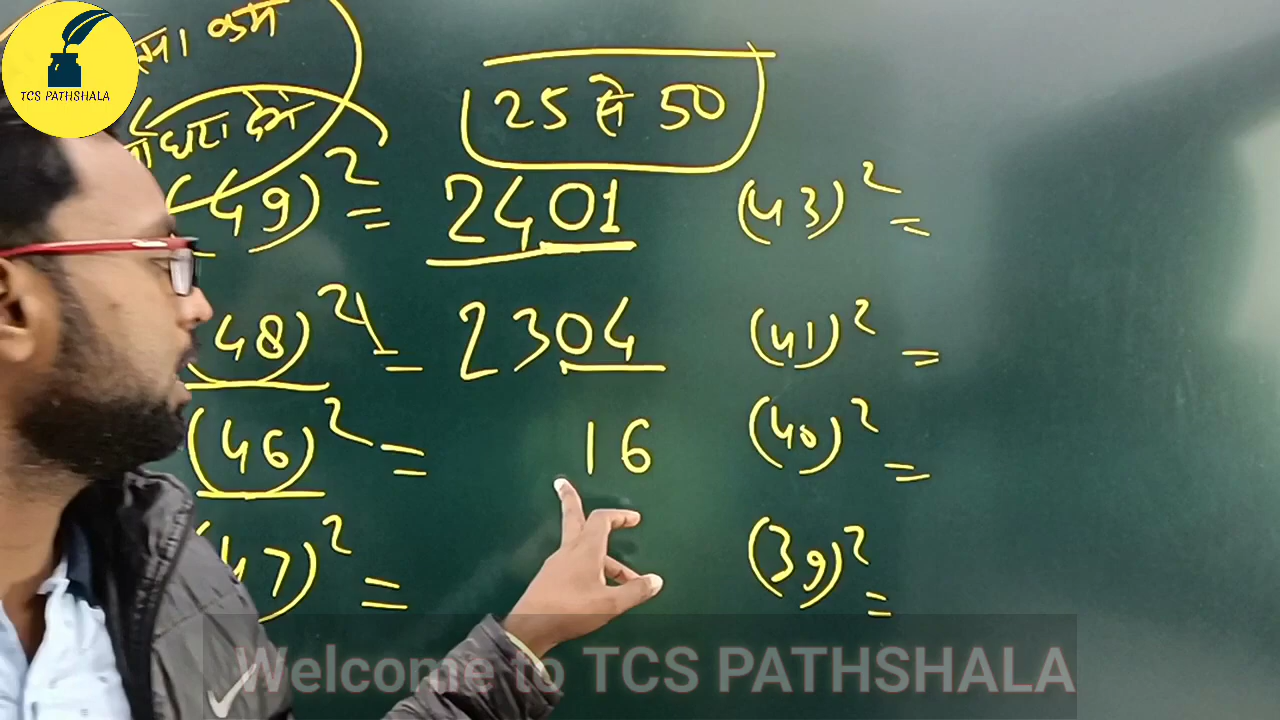 TCS PATHSHALA
कम
घटा देंगे
25 से 50
(49)² = 2401
(43)² =
(48)² = 2304
(41)² =
(46)² = 16
(40)² =
47)² =
(39)² =
Welcome to TCS PATHSHALA